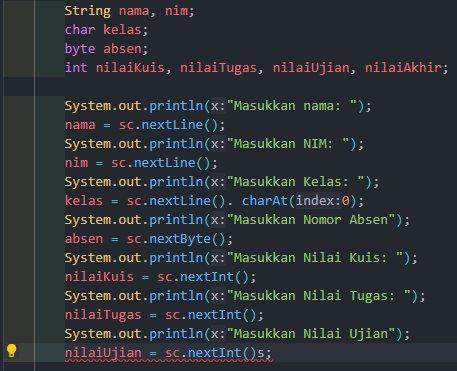 String nama, nim;
char kelas;
byte absen;
int nilaiKuis, nilaiTugas, nilaiUjian, nilaiAkhir;
System.out.println(x:"Masukkan nama: ");
nama = sc.nextLine();
System.out.println(x:"Masukkan NIM: ");
nim = sc.nextLine();
System.out.println(x:"Masukkan Kelas: ");
kelas = sc.nextLine(). charAt(index:0);
System.out.println(x:"Masukkan Nomor Absen");
absen = sc.nextByte();
System.out.println(x:"Masukkan Nilai Kuis: ");
nilaiKuis = sc.nextInt();
System.out.println(x:"Masukkan Nilai Tugas: ");
nilaiTugas = sc.nextInt();
System.out.println(x:"Masukkan Nilai Ujian");
nilaiUjian = sc.nextInt()s;